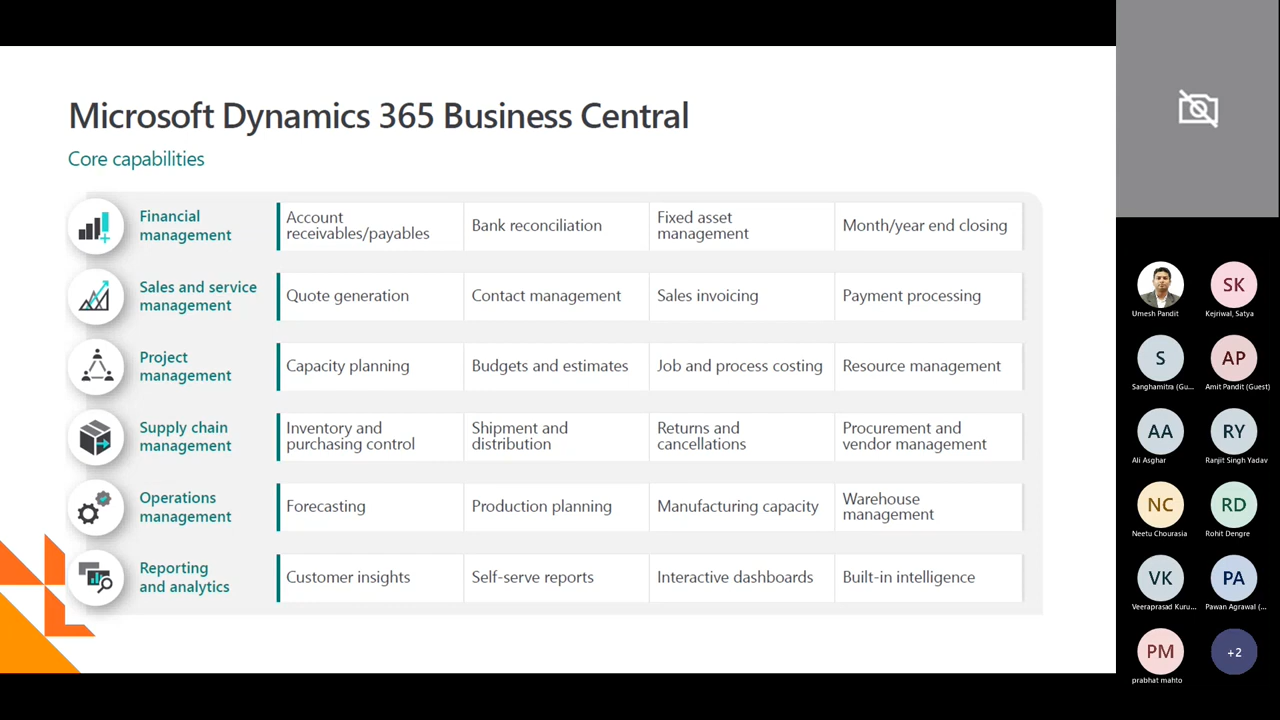 Microsoft Dynamics 365 Business Central
Core capabilities
Financial
management
Account
receivables/payables
Bank reconciliation
Fixed asset
management
Month/year end closing
Sales and service
management
Quote generation
Contact management
Sales invoicing
Payment processing
Project
management
Capacity planning
Budgets and estimates
Job and process costing
Resource management
Supply chain
management
Inventory and
purchasing control
Shipment and
distribution
Returns and
cancellations
Procurement and
vendor management
Operations
management
Forecasting
Production planning
Manufacturing capacity
Warehouse
management
Reporting
and analytics
Customer insights
Self-serve reports
Interactive dashboards
Built-in intelligence
Umesh Pandit
SK
Kejriwal, Satya
S
Sanghamitra (Gu...
AP
Amit Pandit (Guest)
AA
Ali Asghar
RY
Ranjit Singh Yadav
NC
Neetu Chourasia
RD
Rohit Dengre
VK
Veeraprasad Kuru...
PA
Pawan Agrawal (...
PM
prabhat mahto
+2